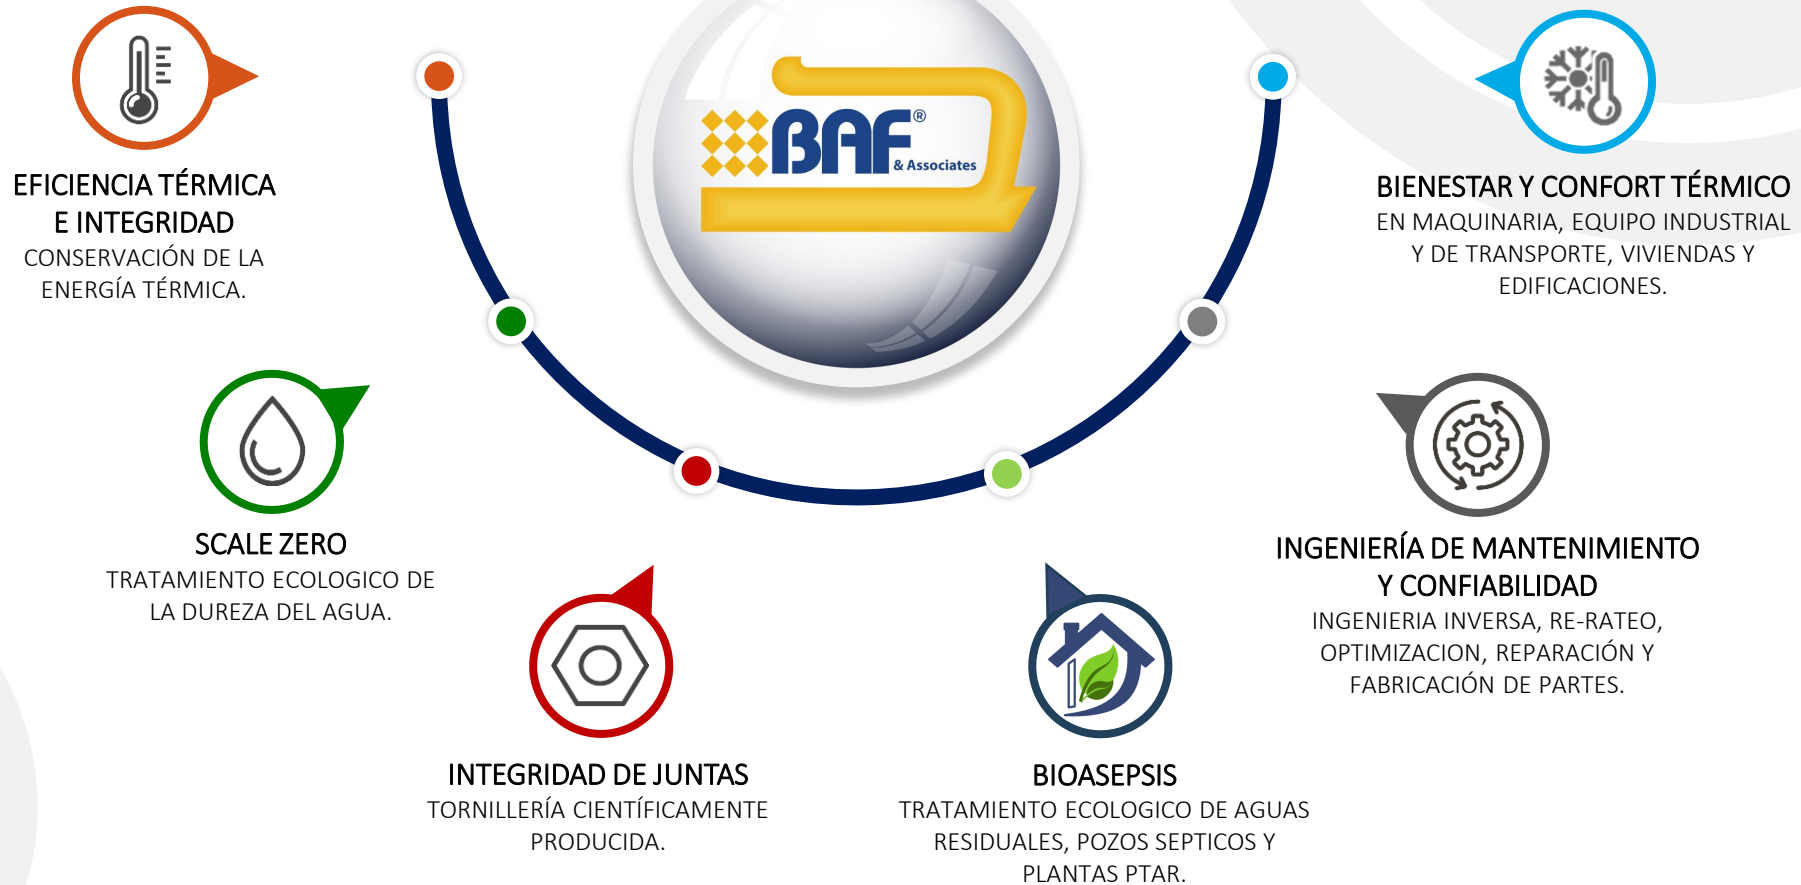 BAF®
& Associates
EFICIENCIA TÉRMICA
E INTEGRIDAD
CONSERVACIÓN DE LA
ENERGÍA TÉRMICA.
SCALE ZERO
TRATAMIENTO ECOLOGICO DE
LA DUREZA DEL AGUA.
INTEGRIDAD DE JUNTAS
TORNILLERÍA CIENTÍFICAMENTE
PRODUCIDA.
BIOASEPSIS
TRATAMIENTO ECOLOGICO DE AGUAS
RESIDUALES, POZOS SEPTICOS Y
PLANTAS PTAR.
INGENIERÍA DE MANTENIMIENTO
Y CONFIABILIDAD
INGENIERIA INVERSA, RE-RATEO,
OPTIMIZACION, REPARACIÓN Y
FABRICACIÓN DE PARTES.
BIENESTAR Y CONFORT TÉRMICO
EN MAQUINARIA, EQUIPO INDUSTRIAL
Y DE TRANSPORTE, VIVIENDAS Y
EDIFICACIONES.